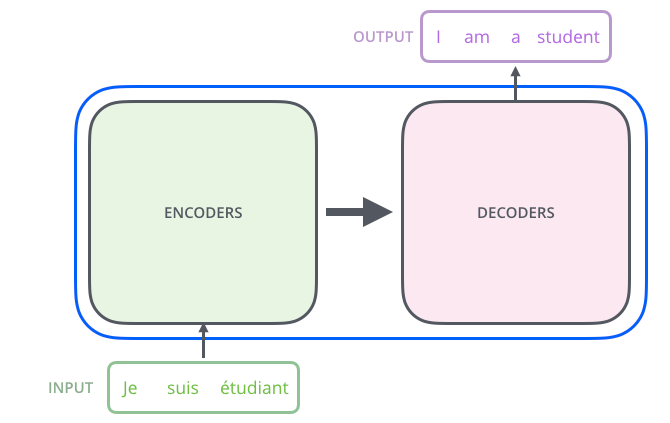 OUTPUT I am a student
ENCODERS DECODERS
INPUT Je suis étudiant